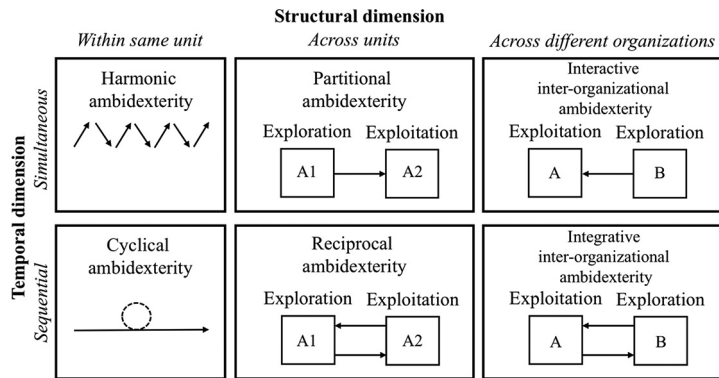 Structural dimension
Within same unit
Across units
Across different organizations
Temporal dimension
Simultaneous
Harmonic
ambidexterity
Partitional
ambidexterity
Exploration Exploitation
A1 A2
Interactive
inter-organizational
ambidexterity
Exploitation Exploration
A B
Sequential
Cyclical
ambidexterity
Reciprocal
ambidexterity
Exploration Exploitation
A1 A2
Integrative
inter-organizational
ambidexterity
Exploitation Exploration
A B